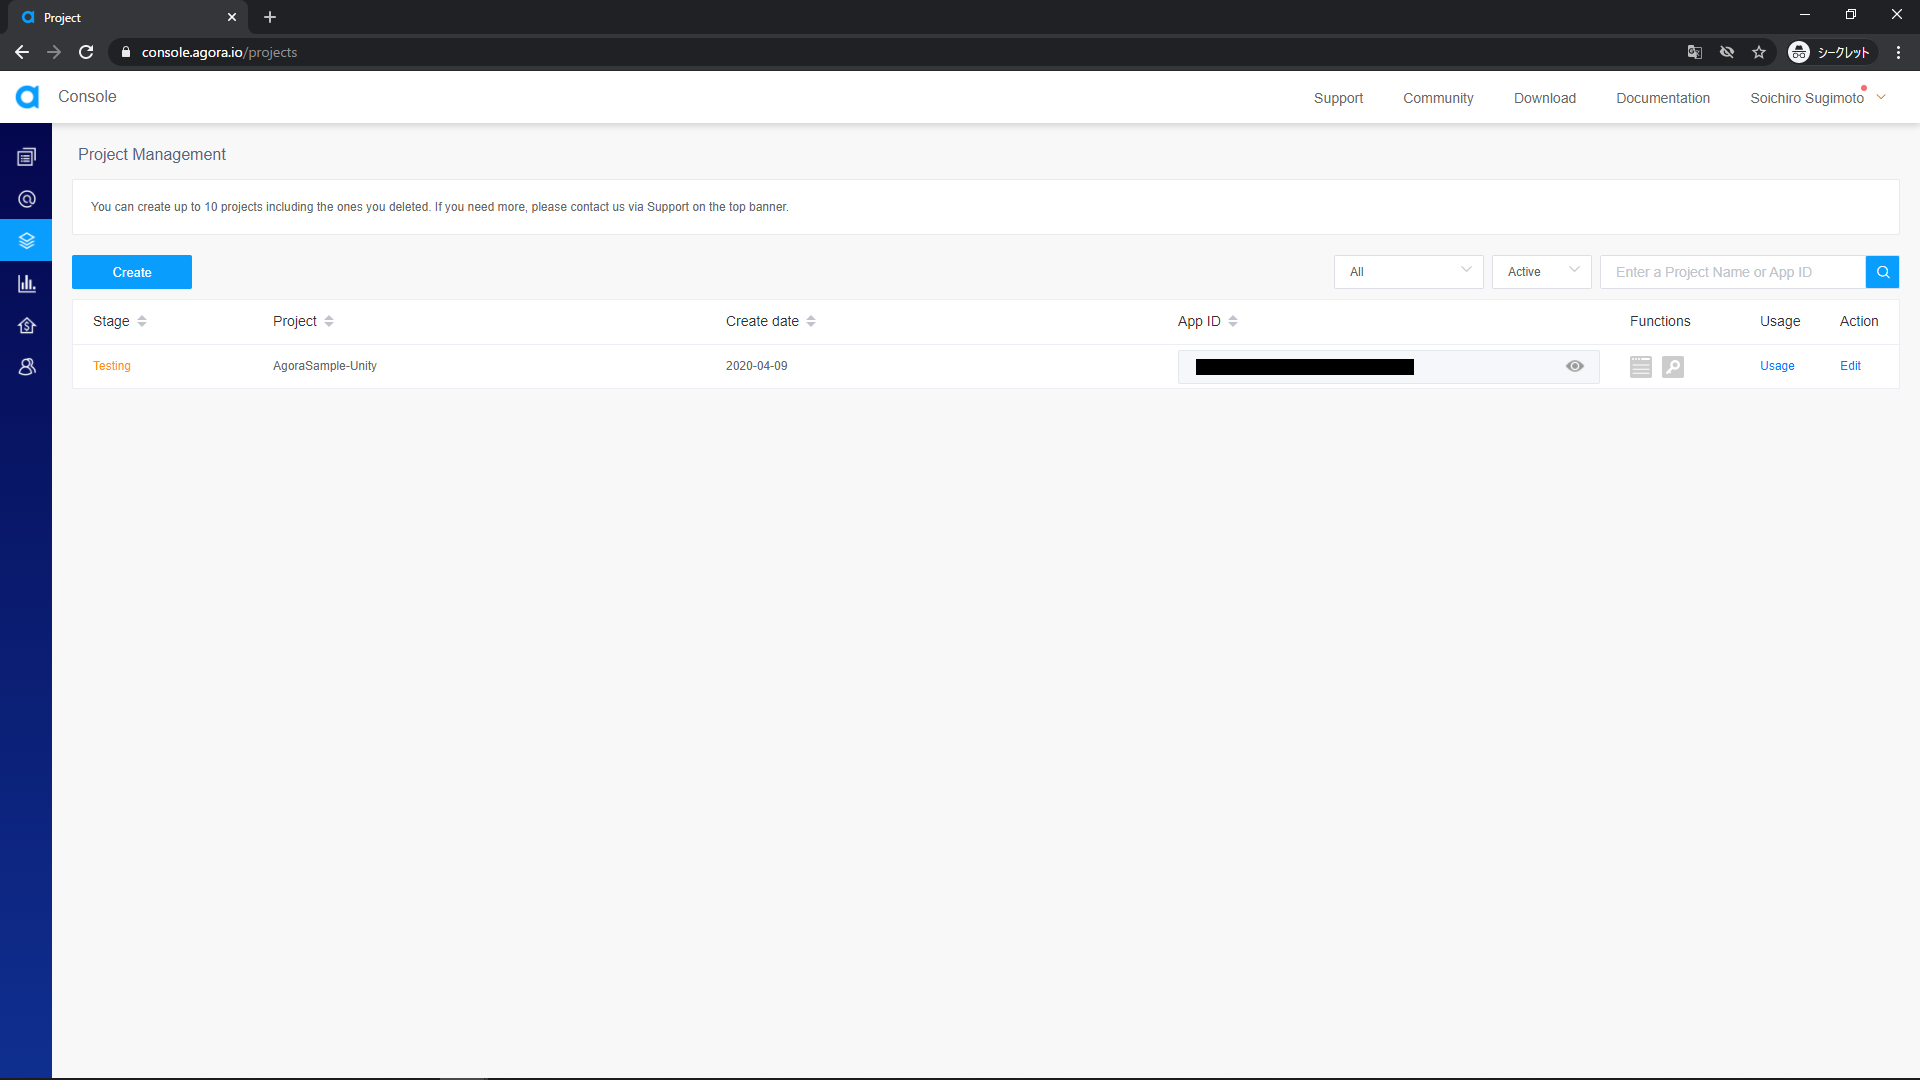 Project
console.agora.io/projects
シークレット
Console
Support
Community
Download
Documentation
Soichiro Sugimoto
Project Management
You can create up to 10 projects including the ones you deleted. If you need more, please contact us via Support on the top banner.
Create
All
Active
Enter a Project Name or App ID
Stage
Project
Create date
App ID
Functions
Usage
Action
Testing
AgoraSample-Unity
2020-04-09
Usage
Edit